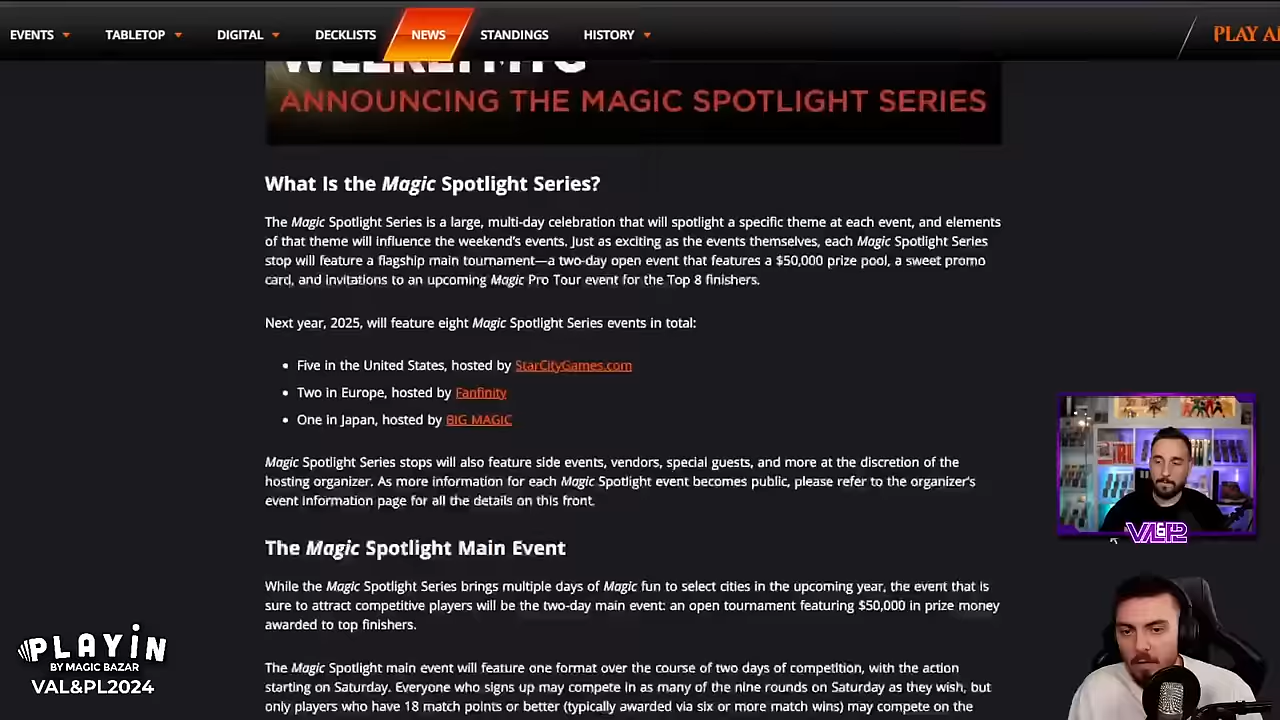 EVENTS TABLETOP DIGITAL DECKLISTS NEWS STANDINGS HISTORY
WEEKLY MTG
ANNOUNCING THE MAGIC SPOTLIGHT SERIES
What Is the Magic Spotlight Series?
The Magic Spotlight Series is a large, multi-day celebration that will spotlight a specific theme at each event, and elements
of that theme will influence the weekend's events. Just as exciting as the events themselves, each Magic Spotlight Series
stop will feature a flagship main tournament—a two-day open event that features a $50,000 prize pool, a sweet promo
card, and invitations to an upcoming Magic Pro Tour event for the Top 8 finishers.
Next year, 2025, will feature eight Magic Spotlight Series events in total:
Five in the United States, hosted by StarCityGames.com
Two in Europe, hosted by Fanfinity
One in Japan, hosted by BIG MAGIC
Magic Spotlight Series stops will also feature side events, vendors, special guests, and more at the discretion of the
hosting organizer. As more information for each Magic Spotlight event becomes public, please refer to the organizer's
event information page for all the details on this front.
The Magic Spotlight Main Event
While the Magic Spotlight Series brings multiple days of Magic fun to select cities in the upcoming year, the event that is
sure to attract competitive players will be the two-day main event: an open tournament featuring $50,000 in prize money
awarded to top finishers.
The Magic Spotlight main event will feature one format over the course of two days of competition, with the action
starting on Saturday. Everyone who signs up may compete in as many of the nine rounds on Saturday as they wish, but
only players who have 18 match points or better (typically awarded via six or more match wins) may compete on the
PLAY
PLAYIN
BY MAGIC BAZAR
VAL&PL2024